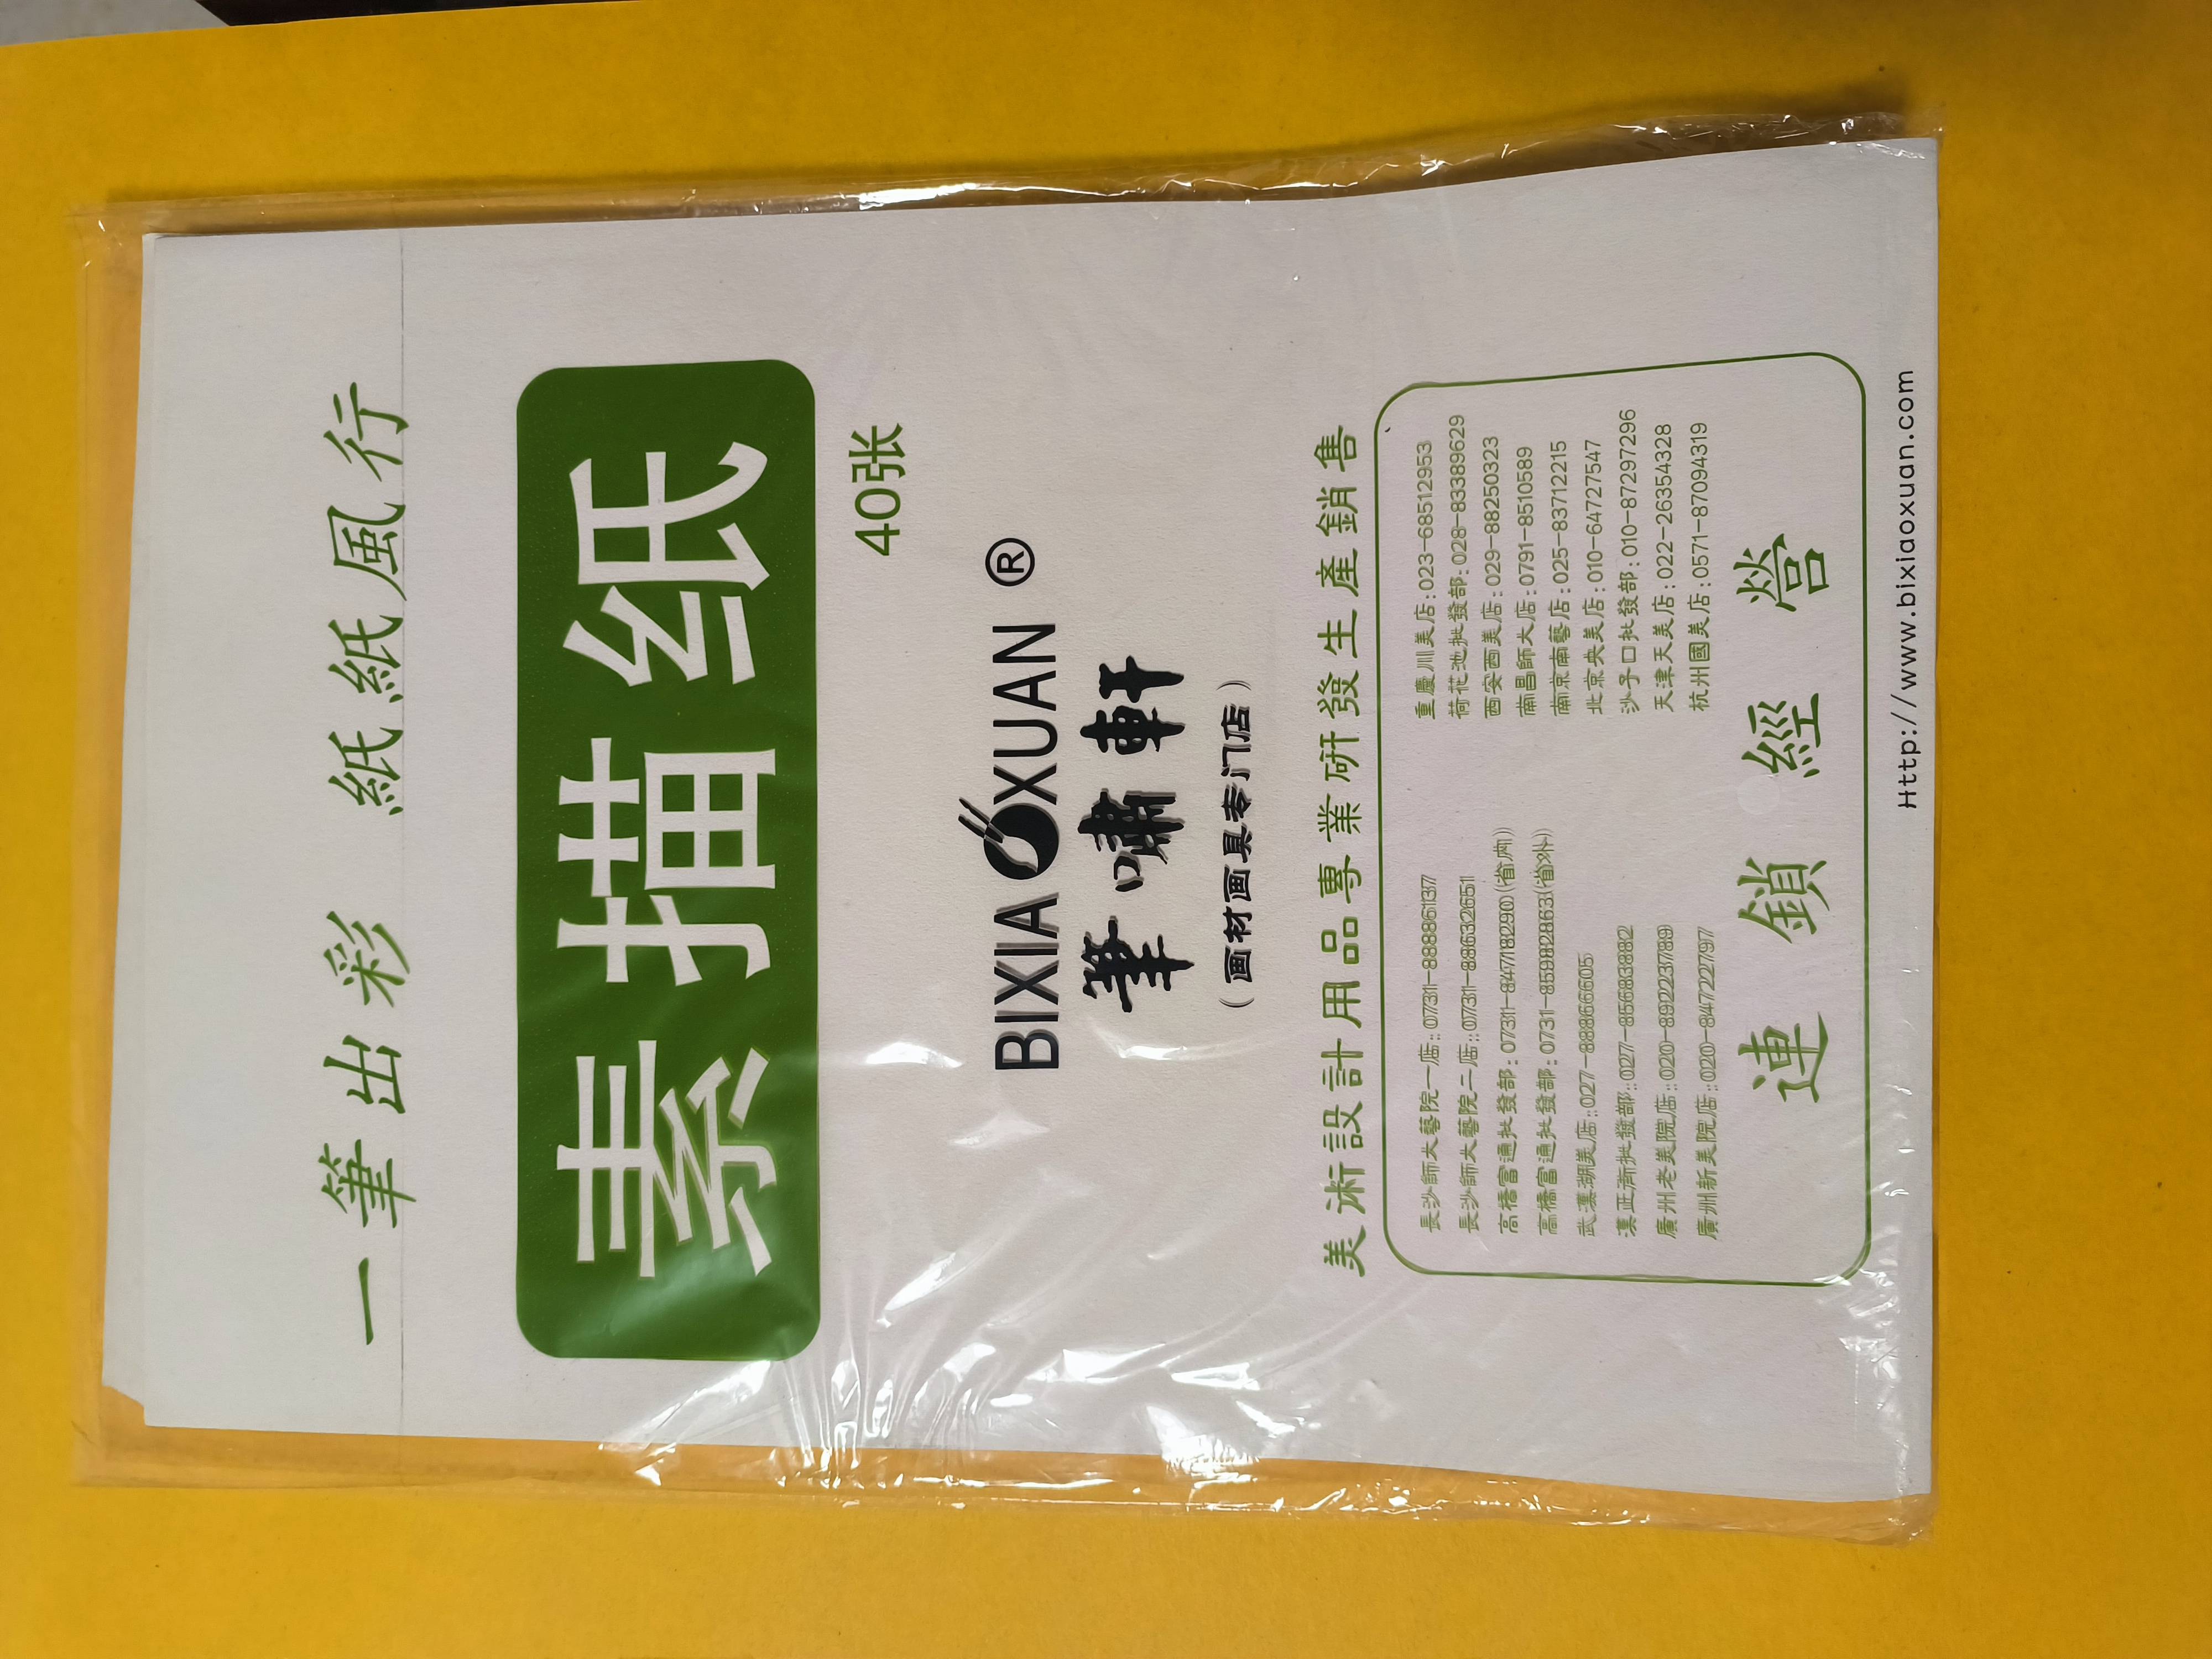 一筆出彩 紙紙風行
素描纸
40张
BIXIAOXUAN®
筆嘯軒
(画材画具专门店)
美術設計用品專業研發生產銷售
長沙師大藝院一店:0731-88886137
長沙師大藝院二店:0731-88632651
高橋富通批發部:0731-84718290(省内)
高橋富通批發部:0731-85982863(省外)
武漢湖美店:027-88866605
漢正街批發部:027-85683882
廣州老美院店:020-89223789
廣州新美院店:020-84722797
重慶川美店:023-68512953
荷花池批發部:028-83389629
西安西美店:029-88250323
南昌師大店:0791-8510589
南京南藝店:025-83712215
北京央美店:010-64727547
沙子口批發部:010-87297296
天津天美店:022-26354328
杭州國美店:0571-87094319
連鎖經營
Http://www.bixiaoxuan.com